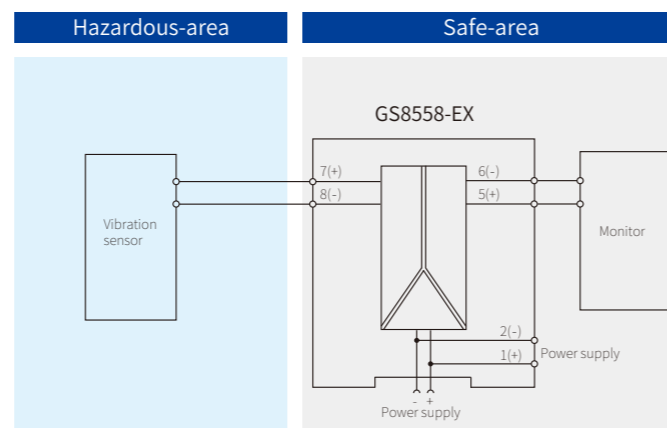 Hazardous-area
Safe-area
GS8558-EX
7(+)
6(-)
8(-)
5(+)
Vibration
sensor
Monitor
2(-)
1(+)
Power supply
- +
Power supply